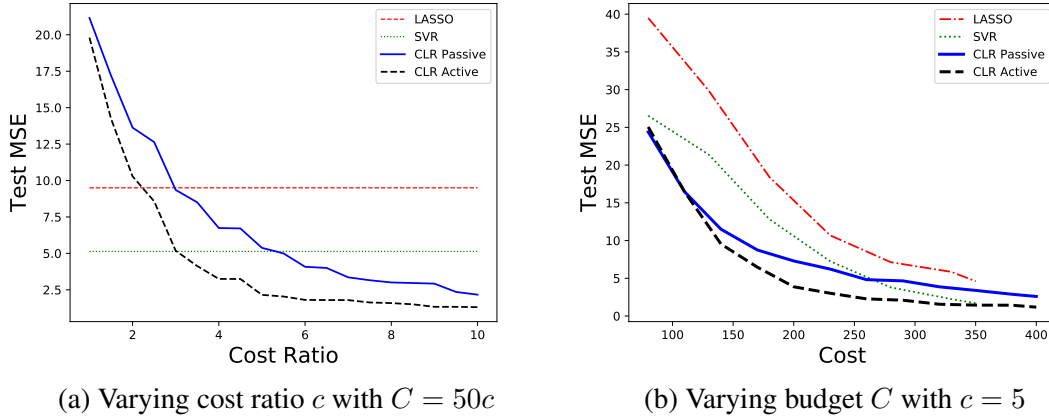 LASSO
SVR
CLR Passive
CLR Active
20.0
17.5
15.0
12.5
10.0
7.5
5.0
2.5
Test MSE
2 4 6 8 10
Cost Ratio
(a) Varying cost ratio c with C = 50c
LASSO
SVR
CLR Passive
CLR Active
40
35
30
25
20
15
10
5
0
Test MSE
100 150 200 250 300 350 400
Cost
(b) Varying budget C with c = 5